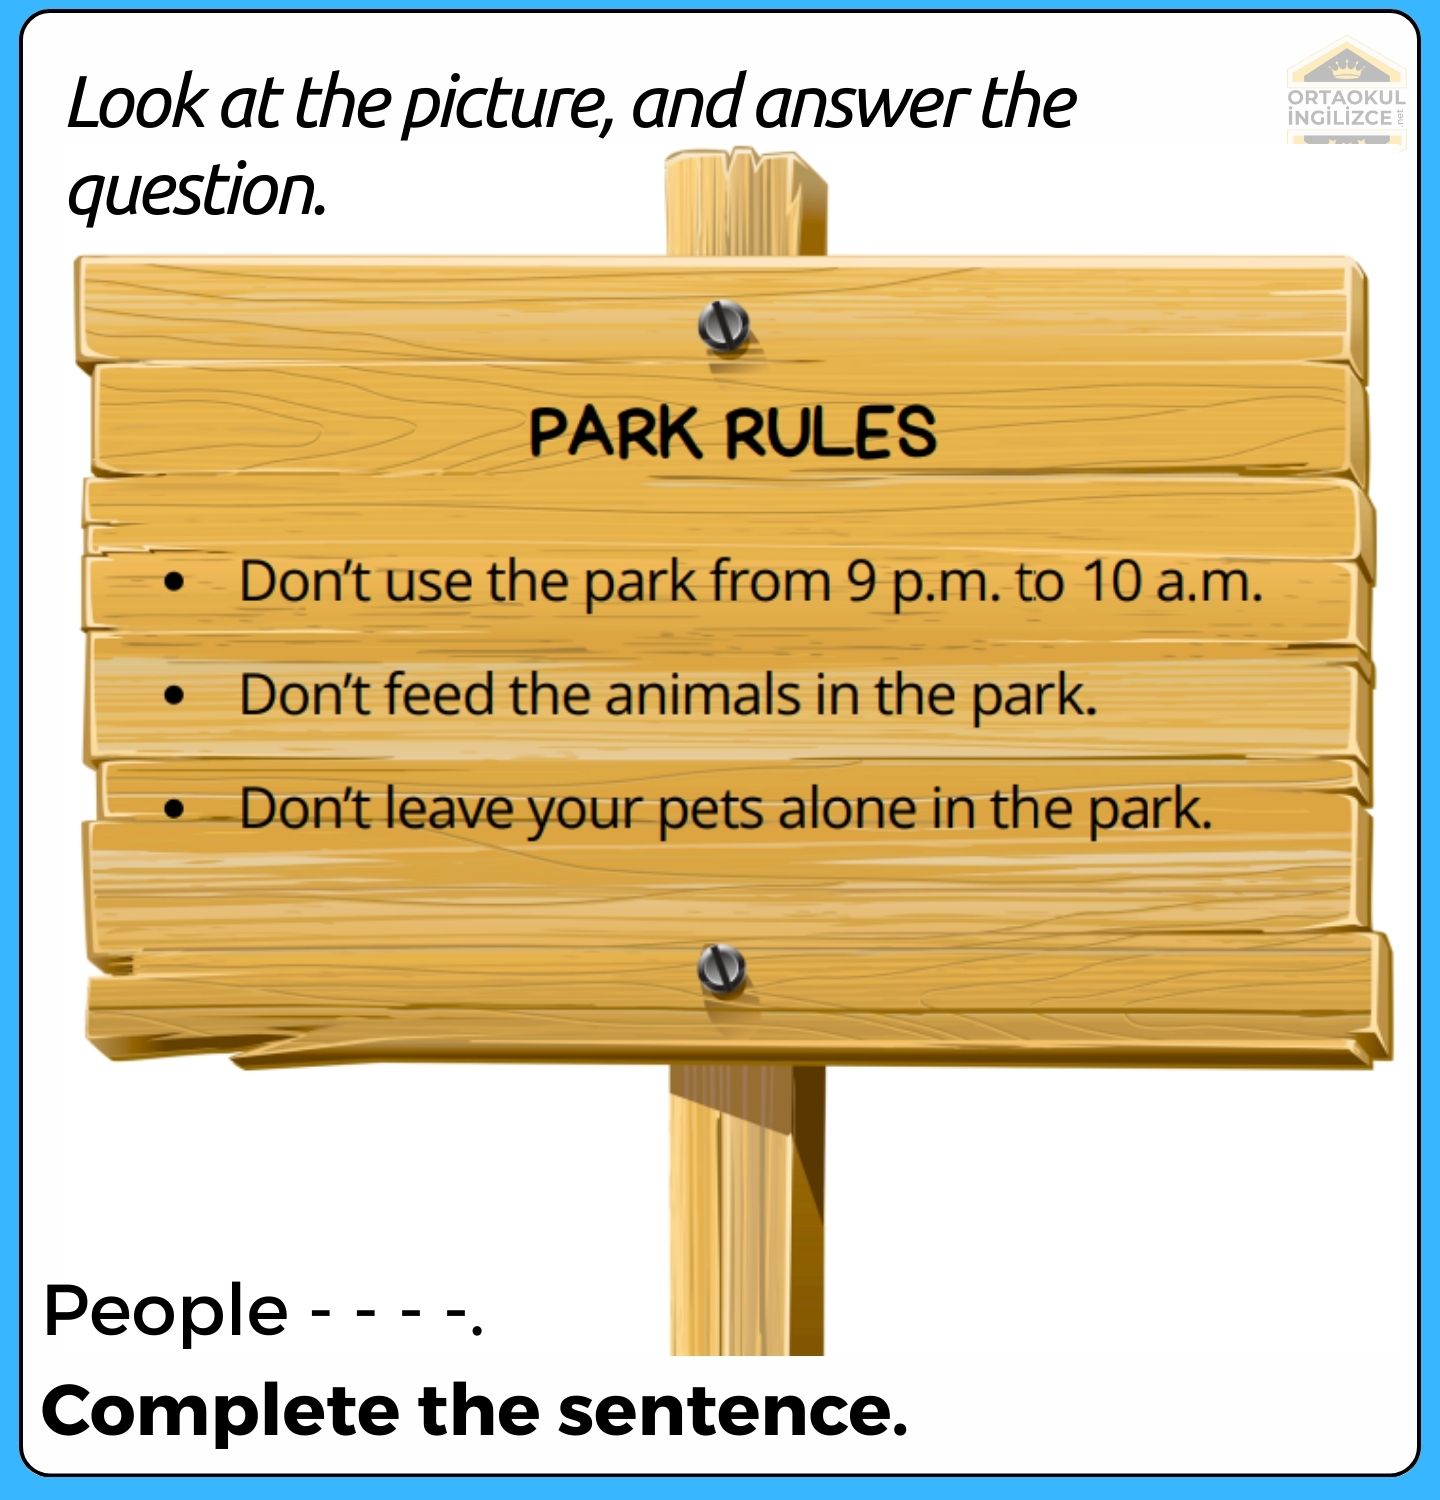 Look at the picture, and answer the
question.
ORTAOKUL
İNGİLİZCE
.net
PARK RULES
• Don’t use the park from 9 p.m. to 10 a.m.
• Don’t feed the animals in the park.
• Don’t leave your pets alone in the park.
People - - - -.
Complete the sentence.